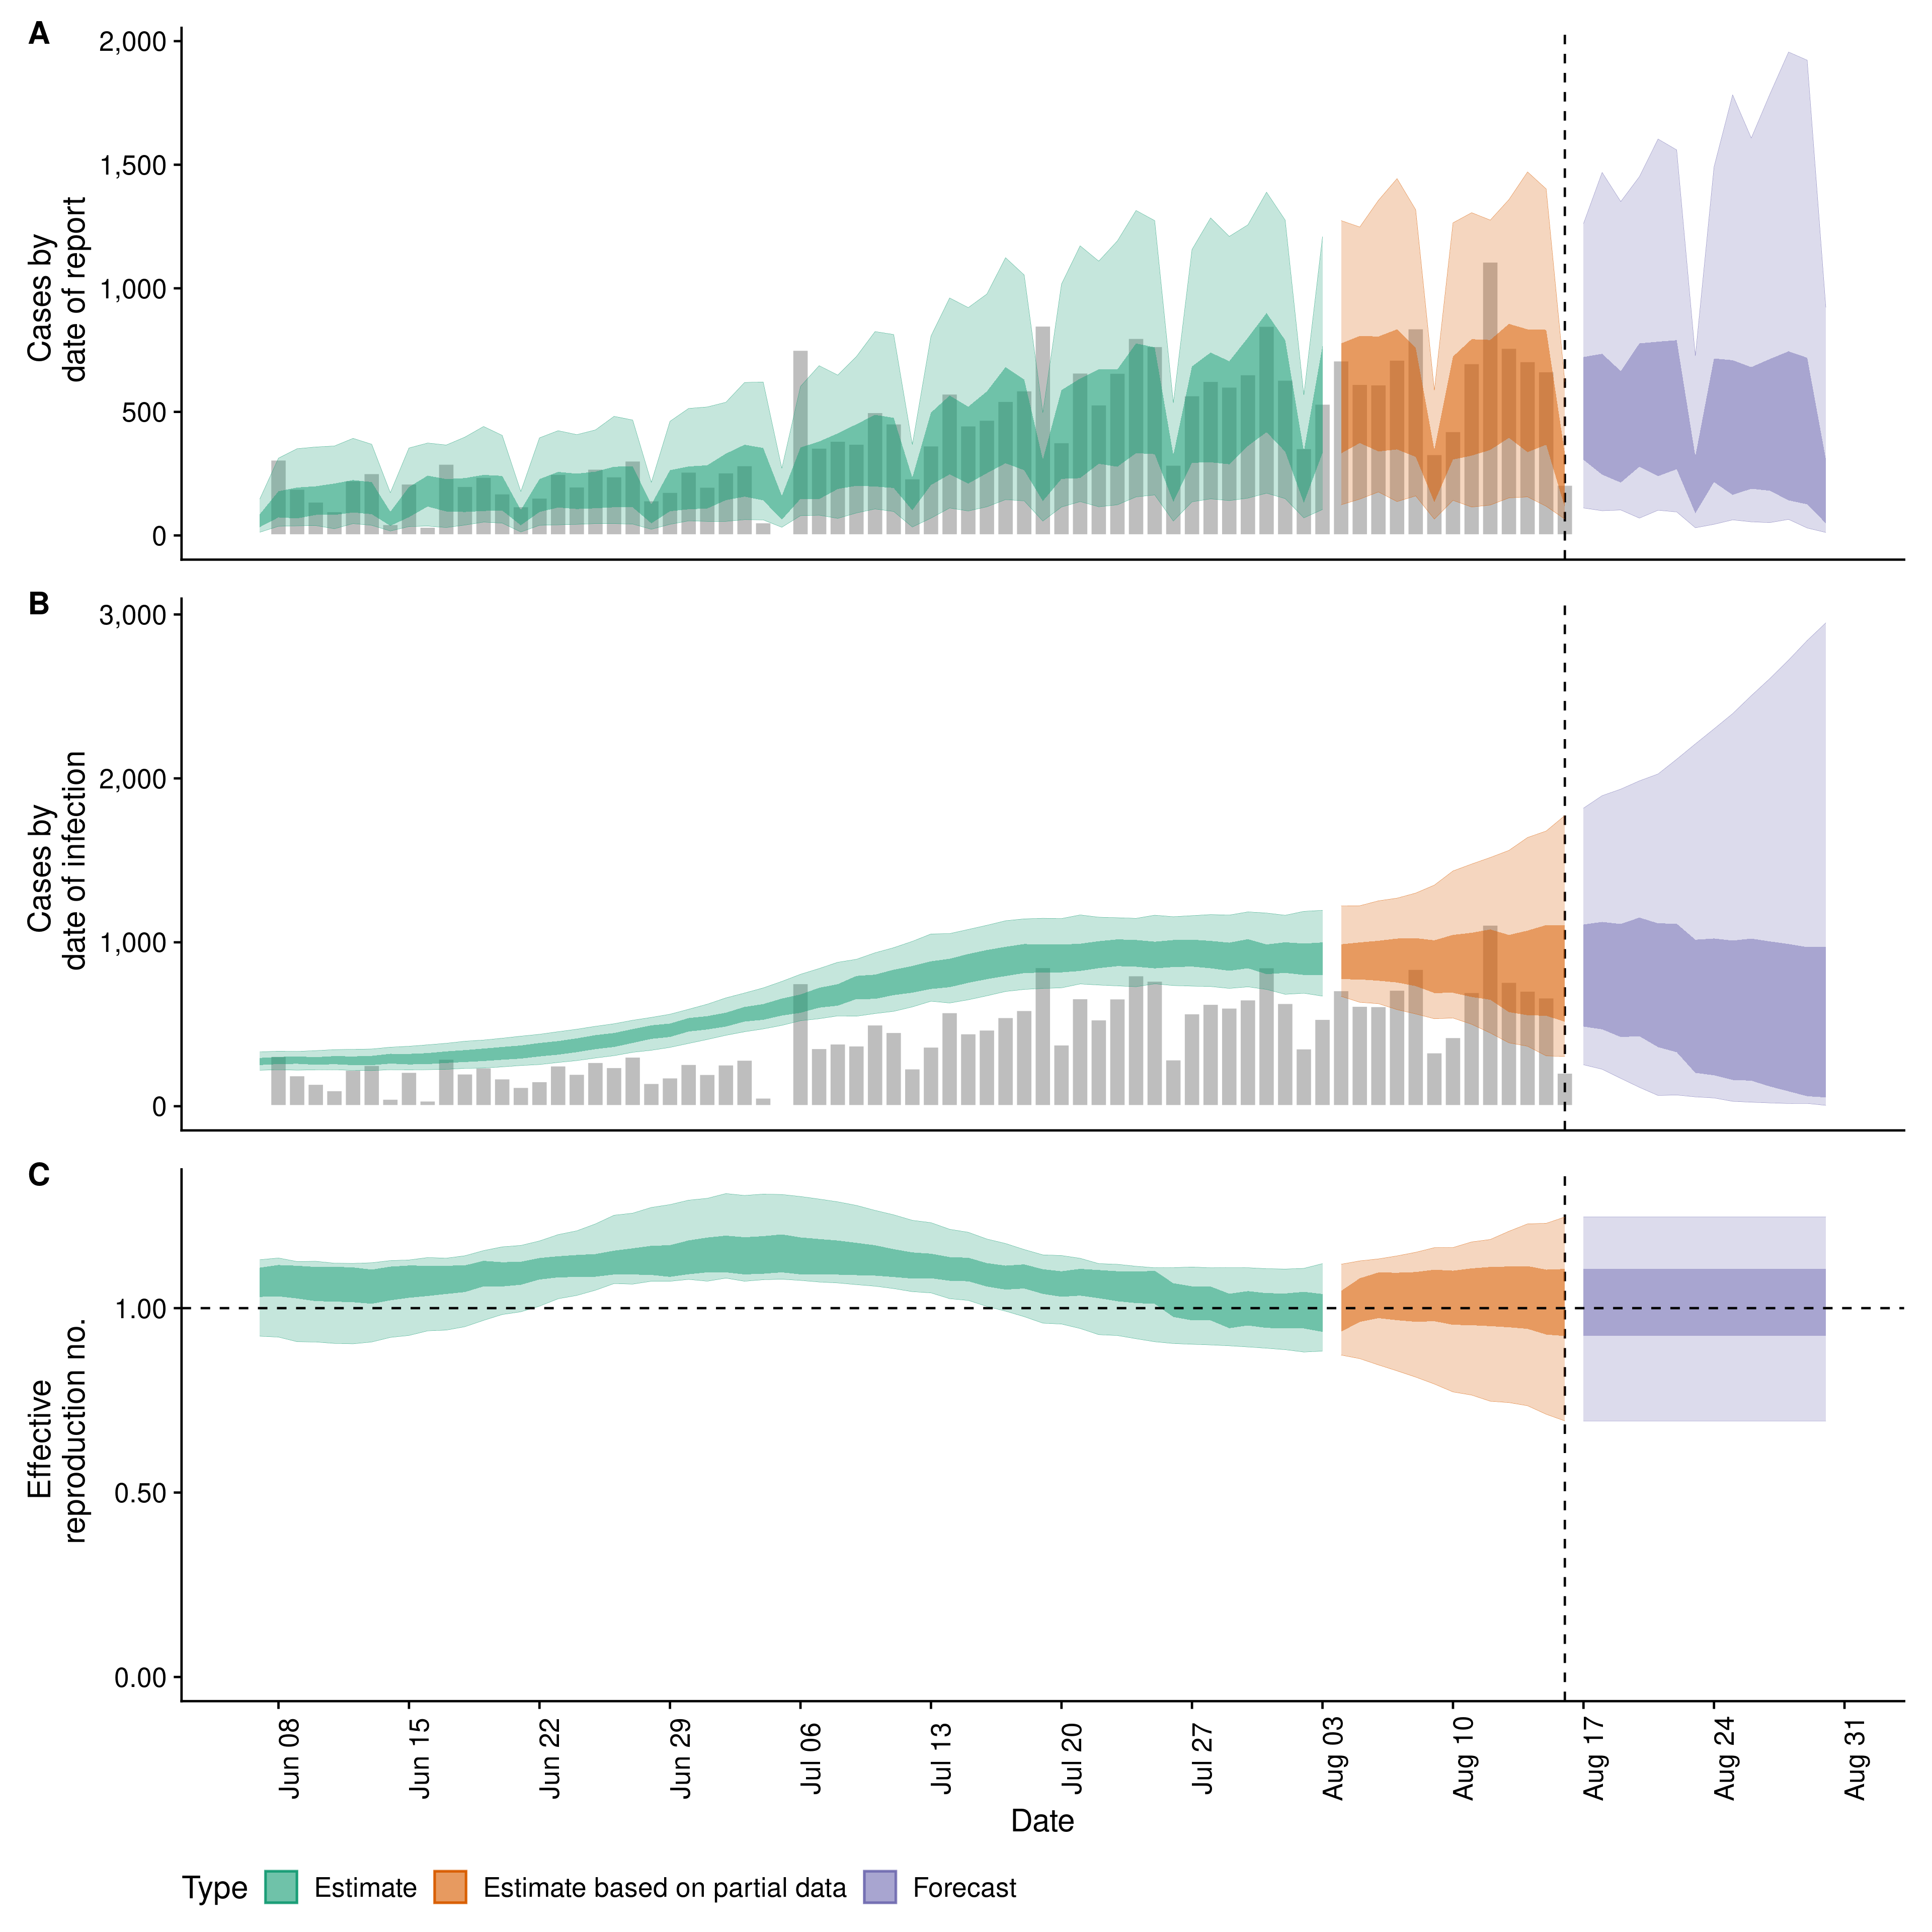 A
2,000
1,500
1,000
500
0
Cases by
date of report
B
3,000
2,000
1,000
0
Cases by
date of infection
C
1.00
0.50
0.00
Effective
reproduction no.
Jun 08
Jun 15
Jun 22
Jun 29
Jul 06
Jul 13
Jul 20
Jul 27
Aug 03
Aug 10
Aug 17
Aug 24
Aug 31
Date
Type
Estimate
Estimate based on partial data
Forecast